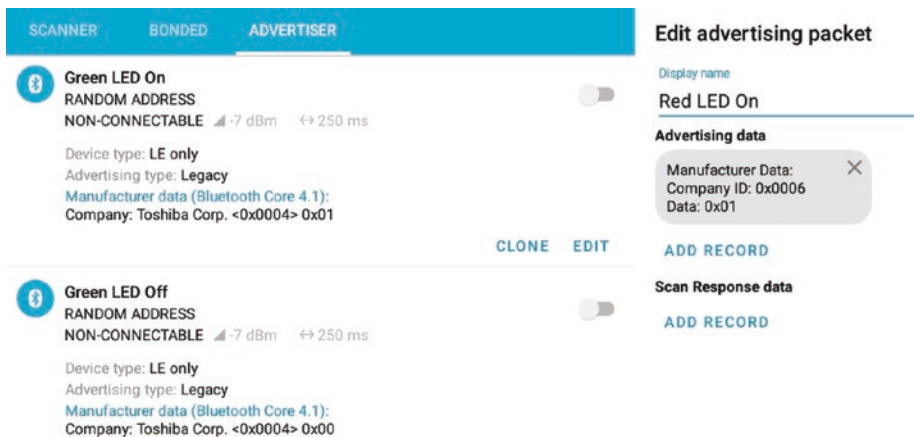 SCANNER BONDED ADVERTISER
Green LED On
RANDOM ADDRESS
NON-CONNECTABLE -7 dBm 250 ms
Device type: LE only
Advertising type: Legacy
Manufacturer data (Bluetooth Core 4.1):
Company: Toshiba Corp. <0x0004> 0x01
CLONE EDIT
Green LED Off
RANDOM ADDRESS
NON-CONNECTABLE -7 dBm 250 ms
Device type: LE only
Advertising type: Legacy
Manufacturer data (Bluetooth Core 4.1):
Company: Toshiba Corp. <0x0004> 0x00
Edit advertising packet
Display name
Red LED On
Advertising data
Manufacturer Data:
Company ID: 0x0006
Data: 0x01
ADD RECORD
Scan Response data
ADD RECORD